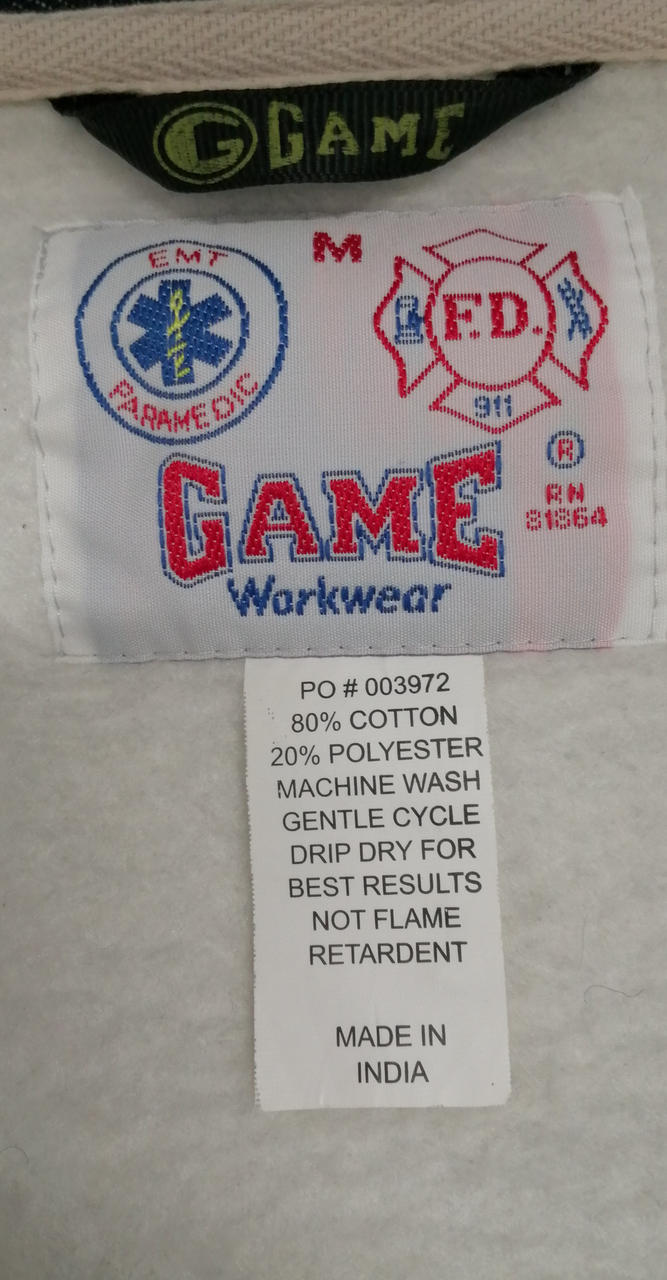 G GAME
M
EMT
PARAMEDIC
F.D.
911
GAME
Workwear
®
RN
81864
PO # 003972
80% COTTON
20% POLYESTER
MACHINE WASH
GENTLE CYCLE
DRIP DRY FOR
BEST RESULTS
NOT FLAME
RETARDENT
MADE IN
INDIA